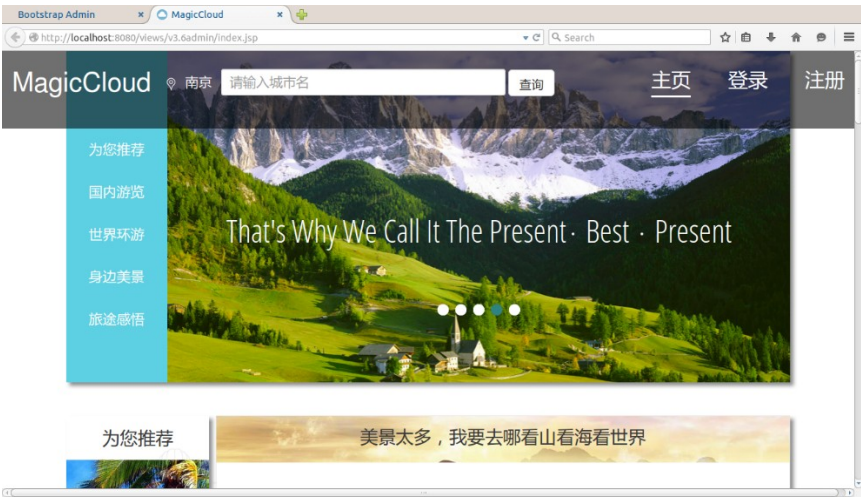 Bootstrap Admin
MagicCloud
http://localhost:8080/views/v3.6admin/index.jsp
Search
MagicCloud 南京 请输入城市名 查询 主页 登录 注册
为您推荐
国内游览
世界环游
身边美景
旅途感悟
That's Why We Call It The Present· Best · Present
为您推荐
美景太多，我要去哪看山看海看世界